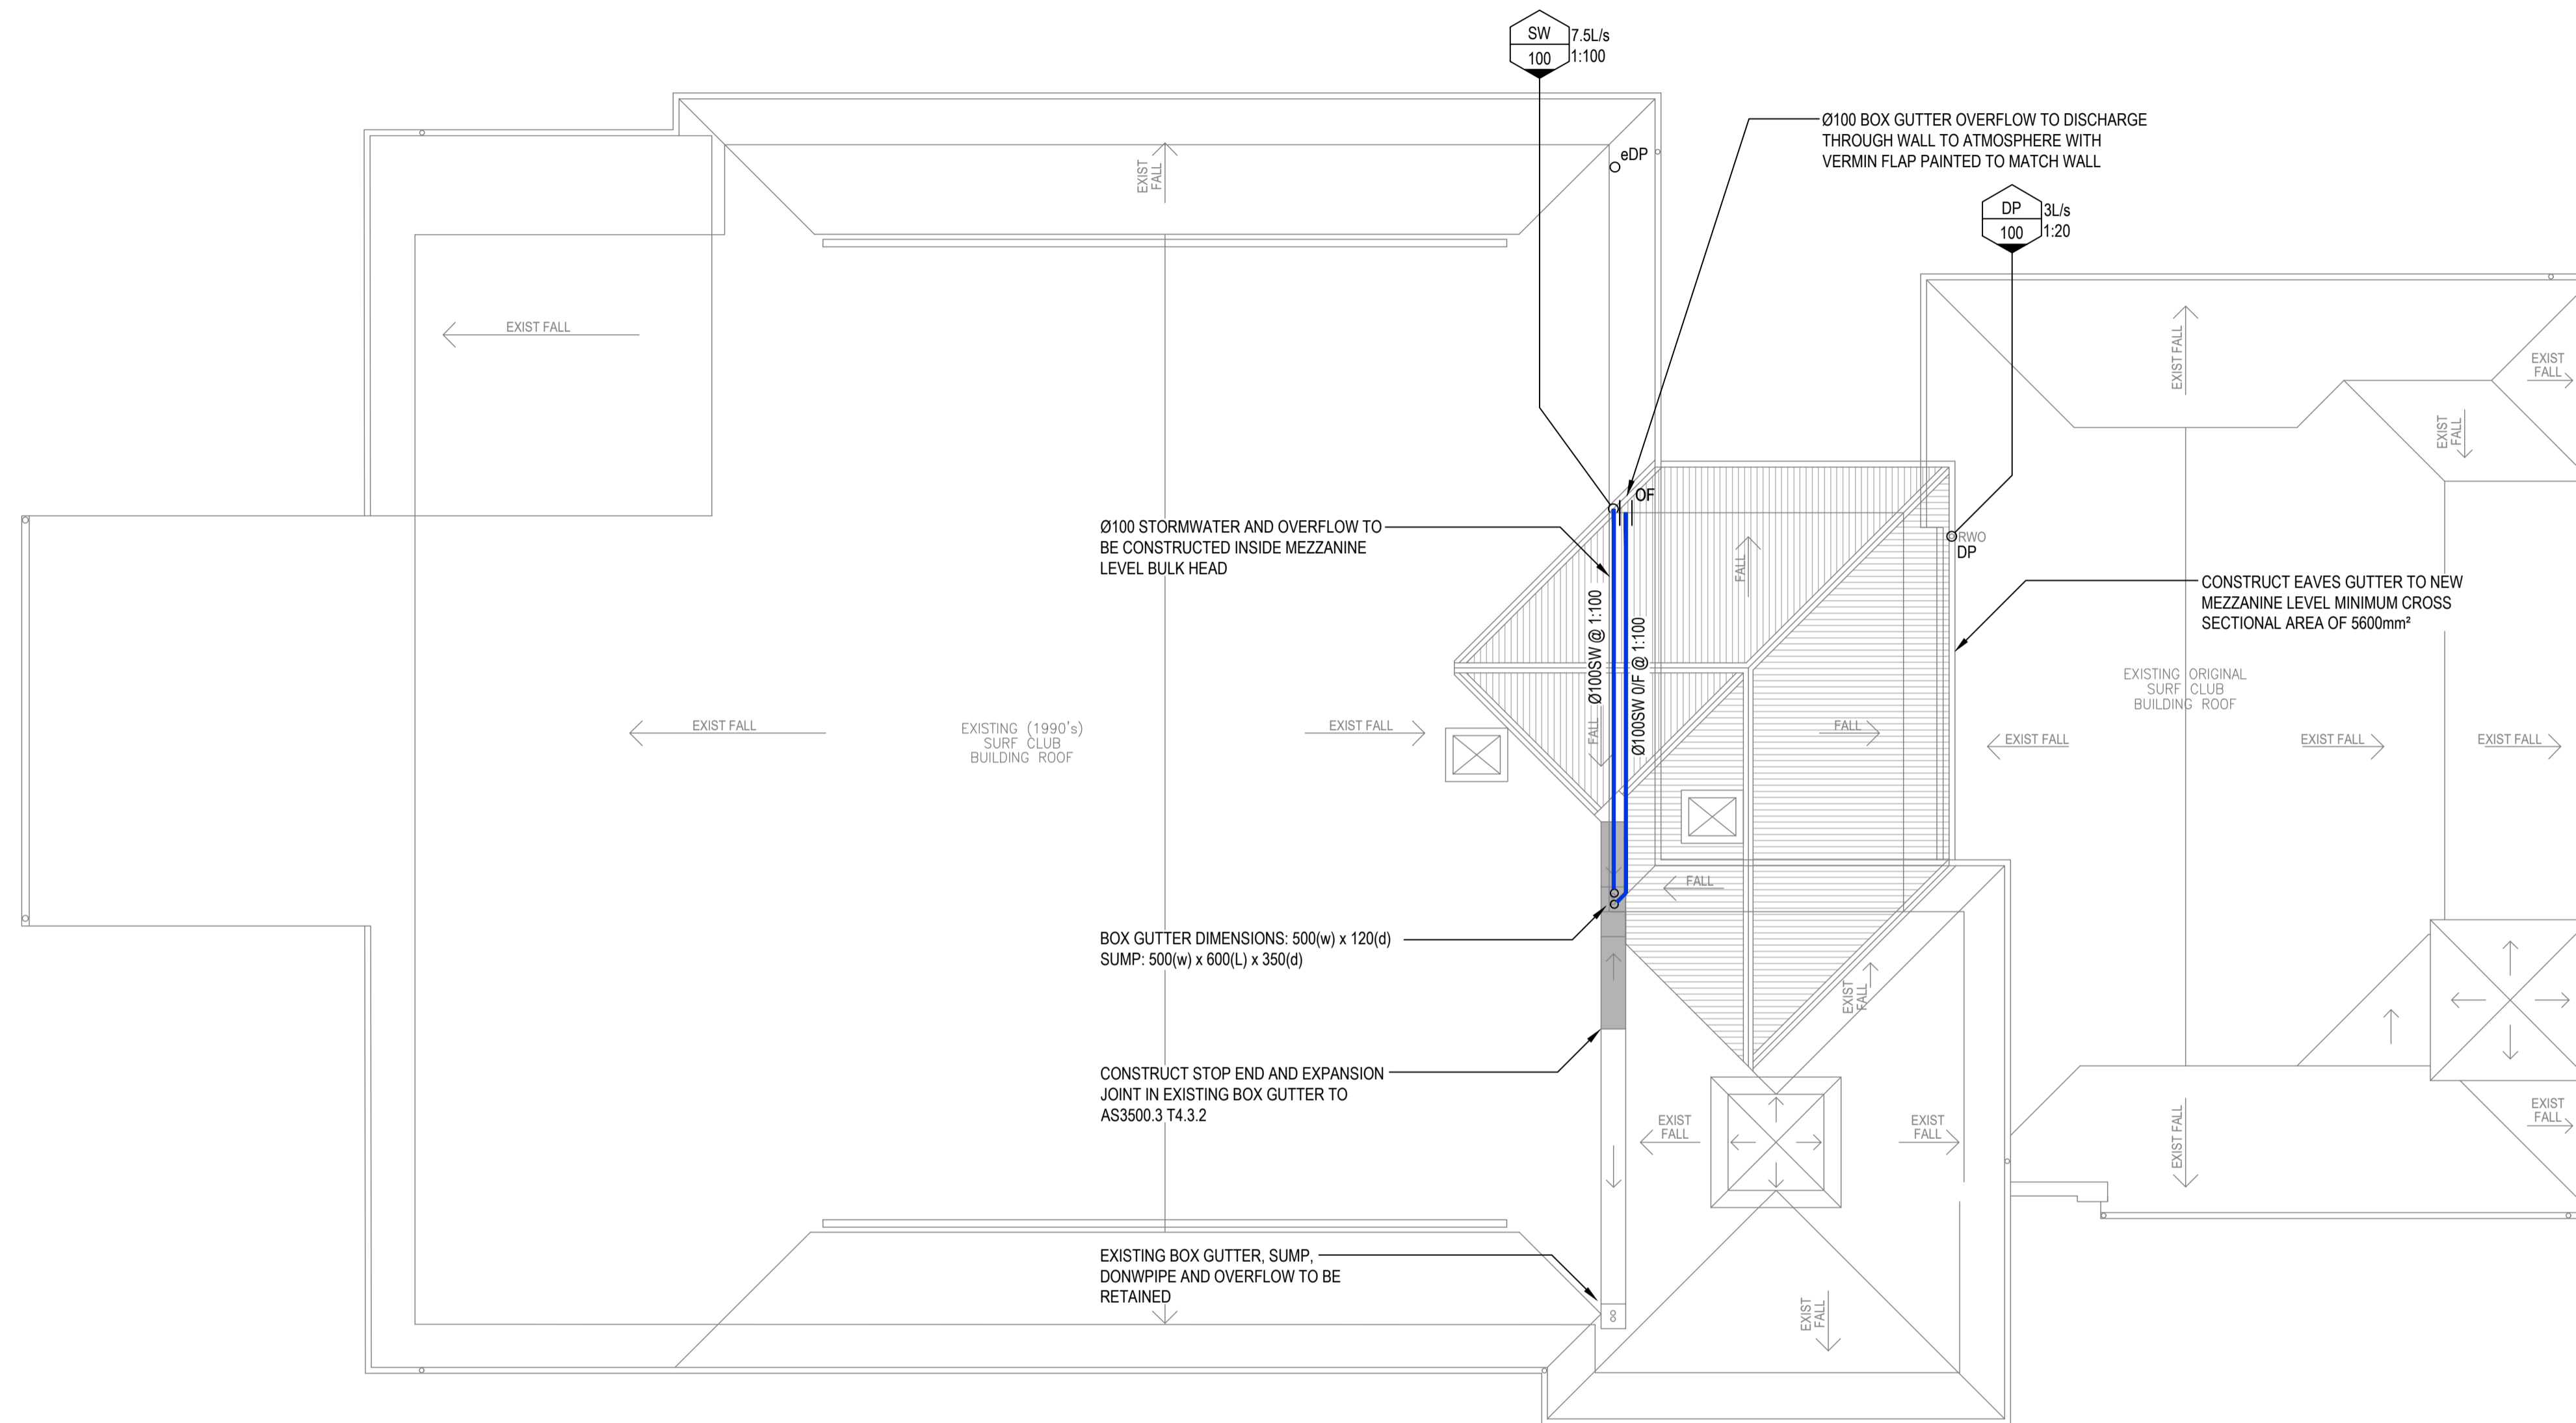 SW
100
7.5L/s
1:100
Ø100 BOX GUTTER OVERFLOW TO DISCHARGE
THROUGH WALL TO ATMOSPHERE WITH
VERMIN FLAP PAINTED TO MATCH WALL
EXIST
FALL
eDP
DP
100
3L/s
1:20
EXIST FALL
EXIST FALL
EXIST
FALL
EXIST
FALL
OF
Ø100 STORMWATER AND OVERFLOW TO
BE CONSTRUCTED INSIDE MEZZANINE
LEVEL BULK HEAD
RWO
DP
FALL
Ø100SW @ 1:100
Ø100SW 0/F @ 1:100
CONSTRUCT EAVES GUTTER TO NEW
MEZZANINE LEVEL MINIMUM CROSS
SECTIONAL AREA OF 5600mm²
EXISTING ORIGINAL
SURF CLUB
BUILDING ROOF
EXIST FALL
EXISTING (1990's)
SURF CLUB
BUILDING ROOF
EXIST FALL
FALL
FALL
EXIST FALL
EXIST FALL
EXIST FALL
FALL
BOX GUTTER DIMENSIONS: 500(w) x 120(d)
SUMP: 500(w) x 600(L) x 350(d)
EXIST
FALL
CONSTRUCT STOP END AND EXPANSION
JOINT IN EXISTING BOX GUTTER TO
AS3500.3 T4.3.2
EXIST
FALL
EXIST
FALL
EXIST FALL
EXIST
FALL
EXISTING BOX GUTTER, SUMP,
DONWPIPE AND OVERFLOW TO BE
RETAINED
EXIST
FALL